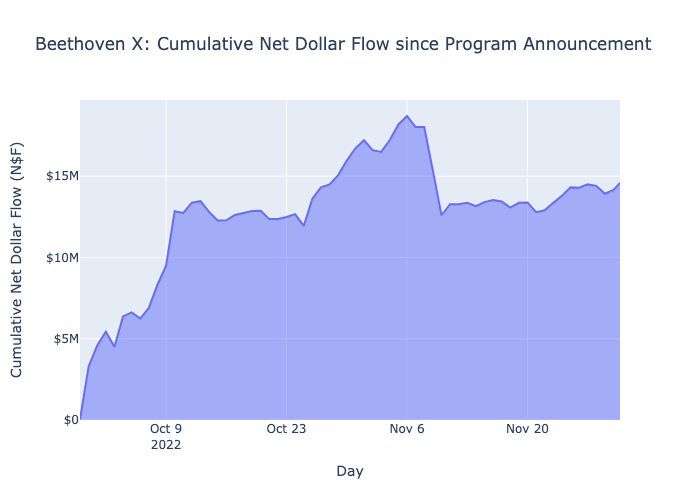 Beethoven X: Cumulative Net Dollar Flow since Program Announcement
Cumulative Net Dollar Flow (N$F)
$15M
$10M
$5M
$0
Oct 9
2022
Oct 23
Nov 6
Nov 20
Day